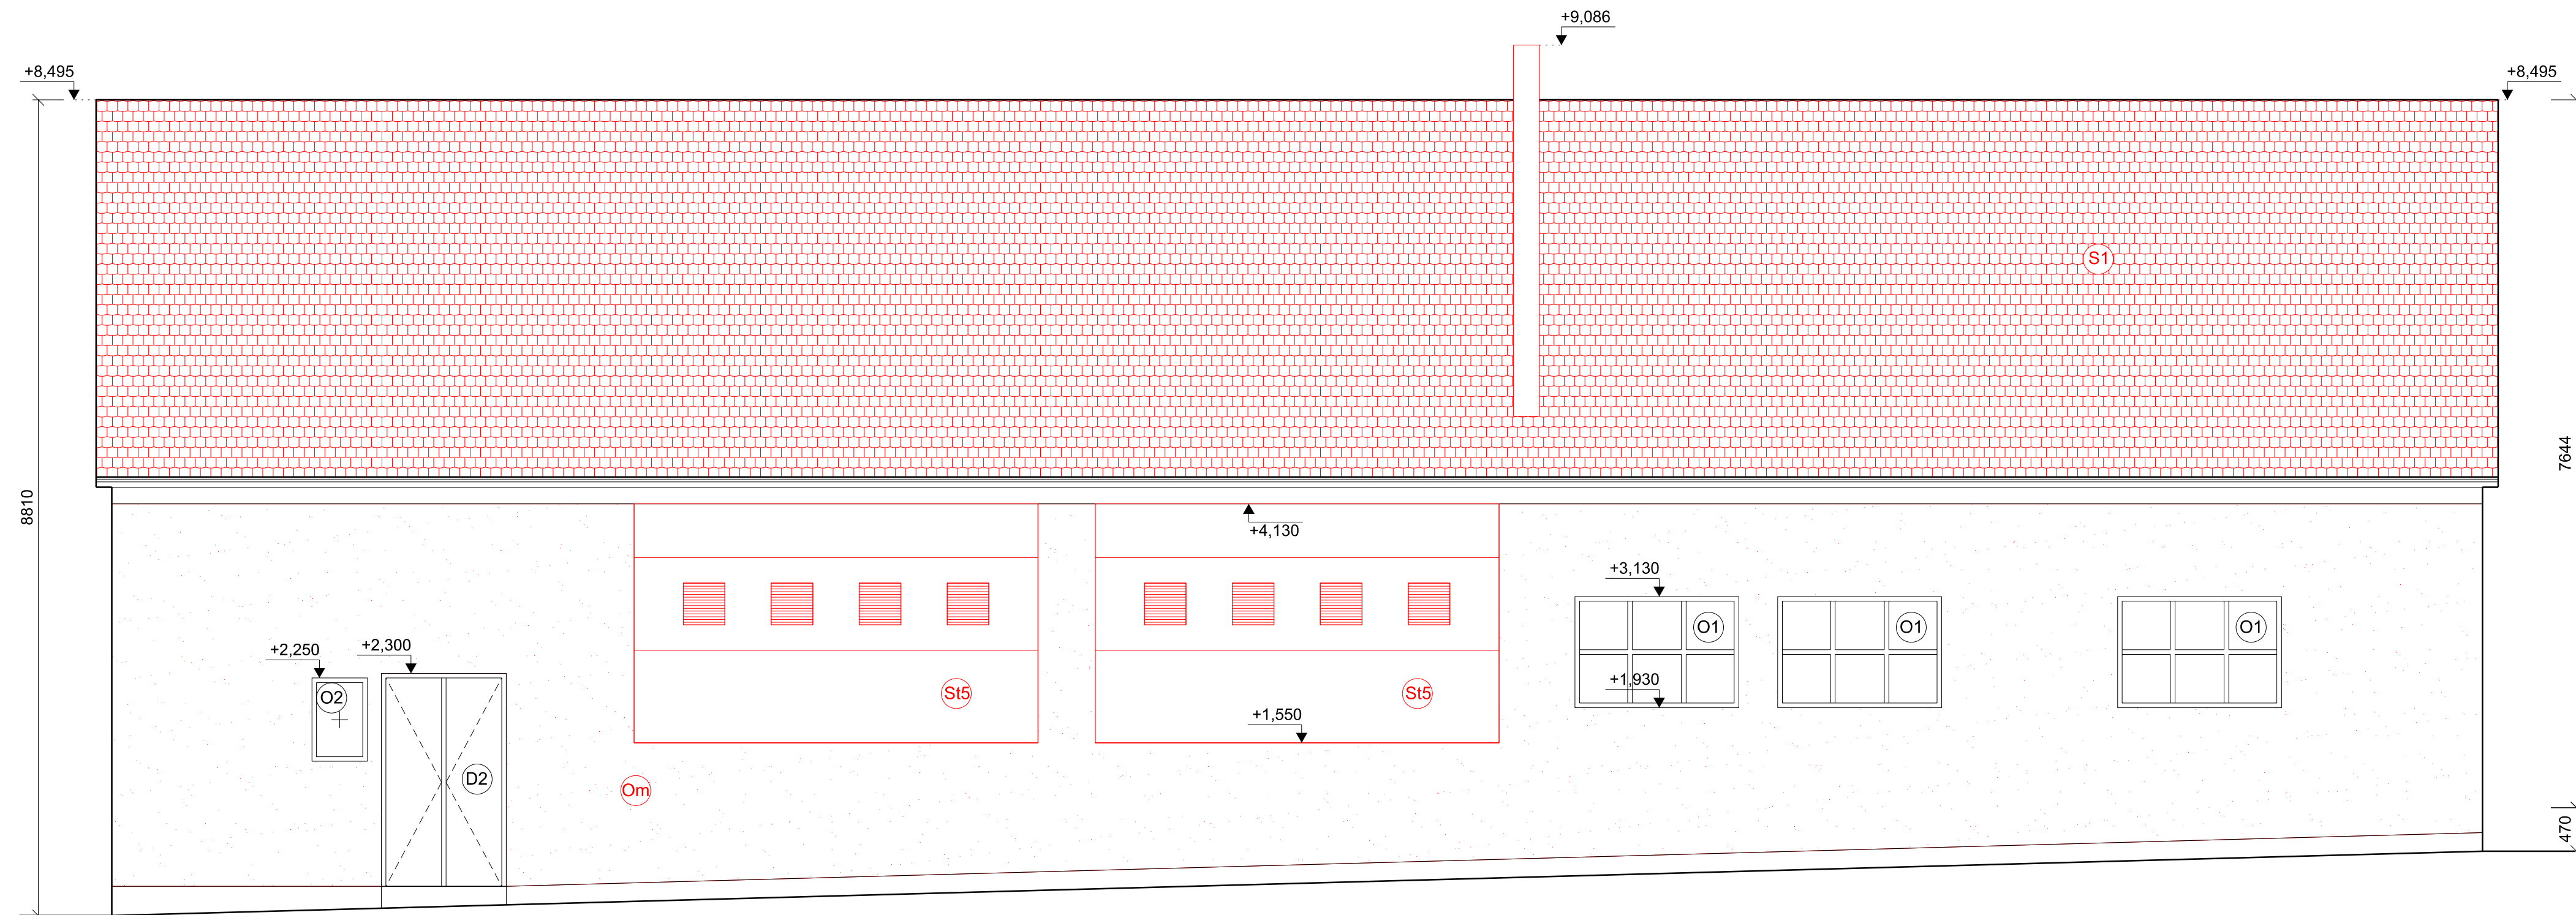 +9,086
+8,495
+8,495
S1
7644
8810
+4,130
+3,130
O1
O1
O1
+2,300
+2,250
O2
+1,930
St5
St5
+1,550
D2
Om
470